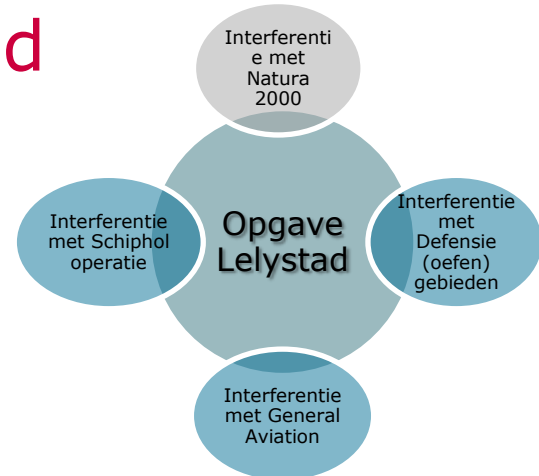 d
Interferenti
e met
Natura
2000
Interferentie
met Schiphol
operatie
Opgave
Lelystad
Interferentie
met
Defensie
(oefen)
gebieden
Interferentie
met General
Aviation